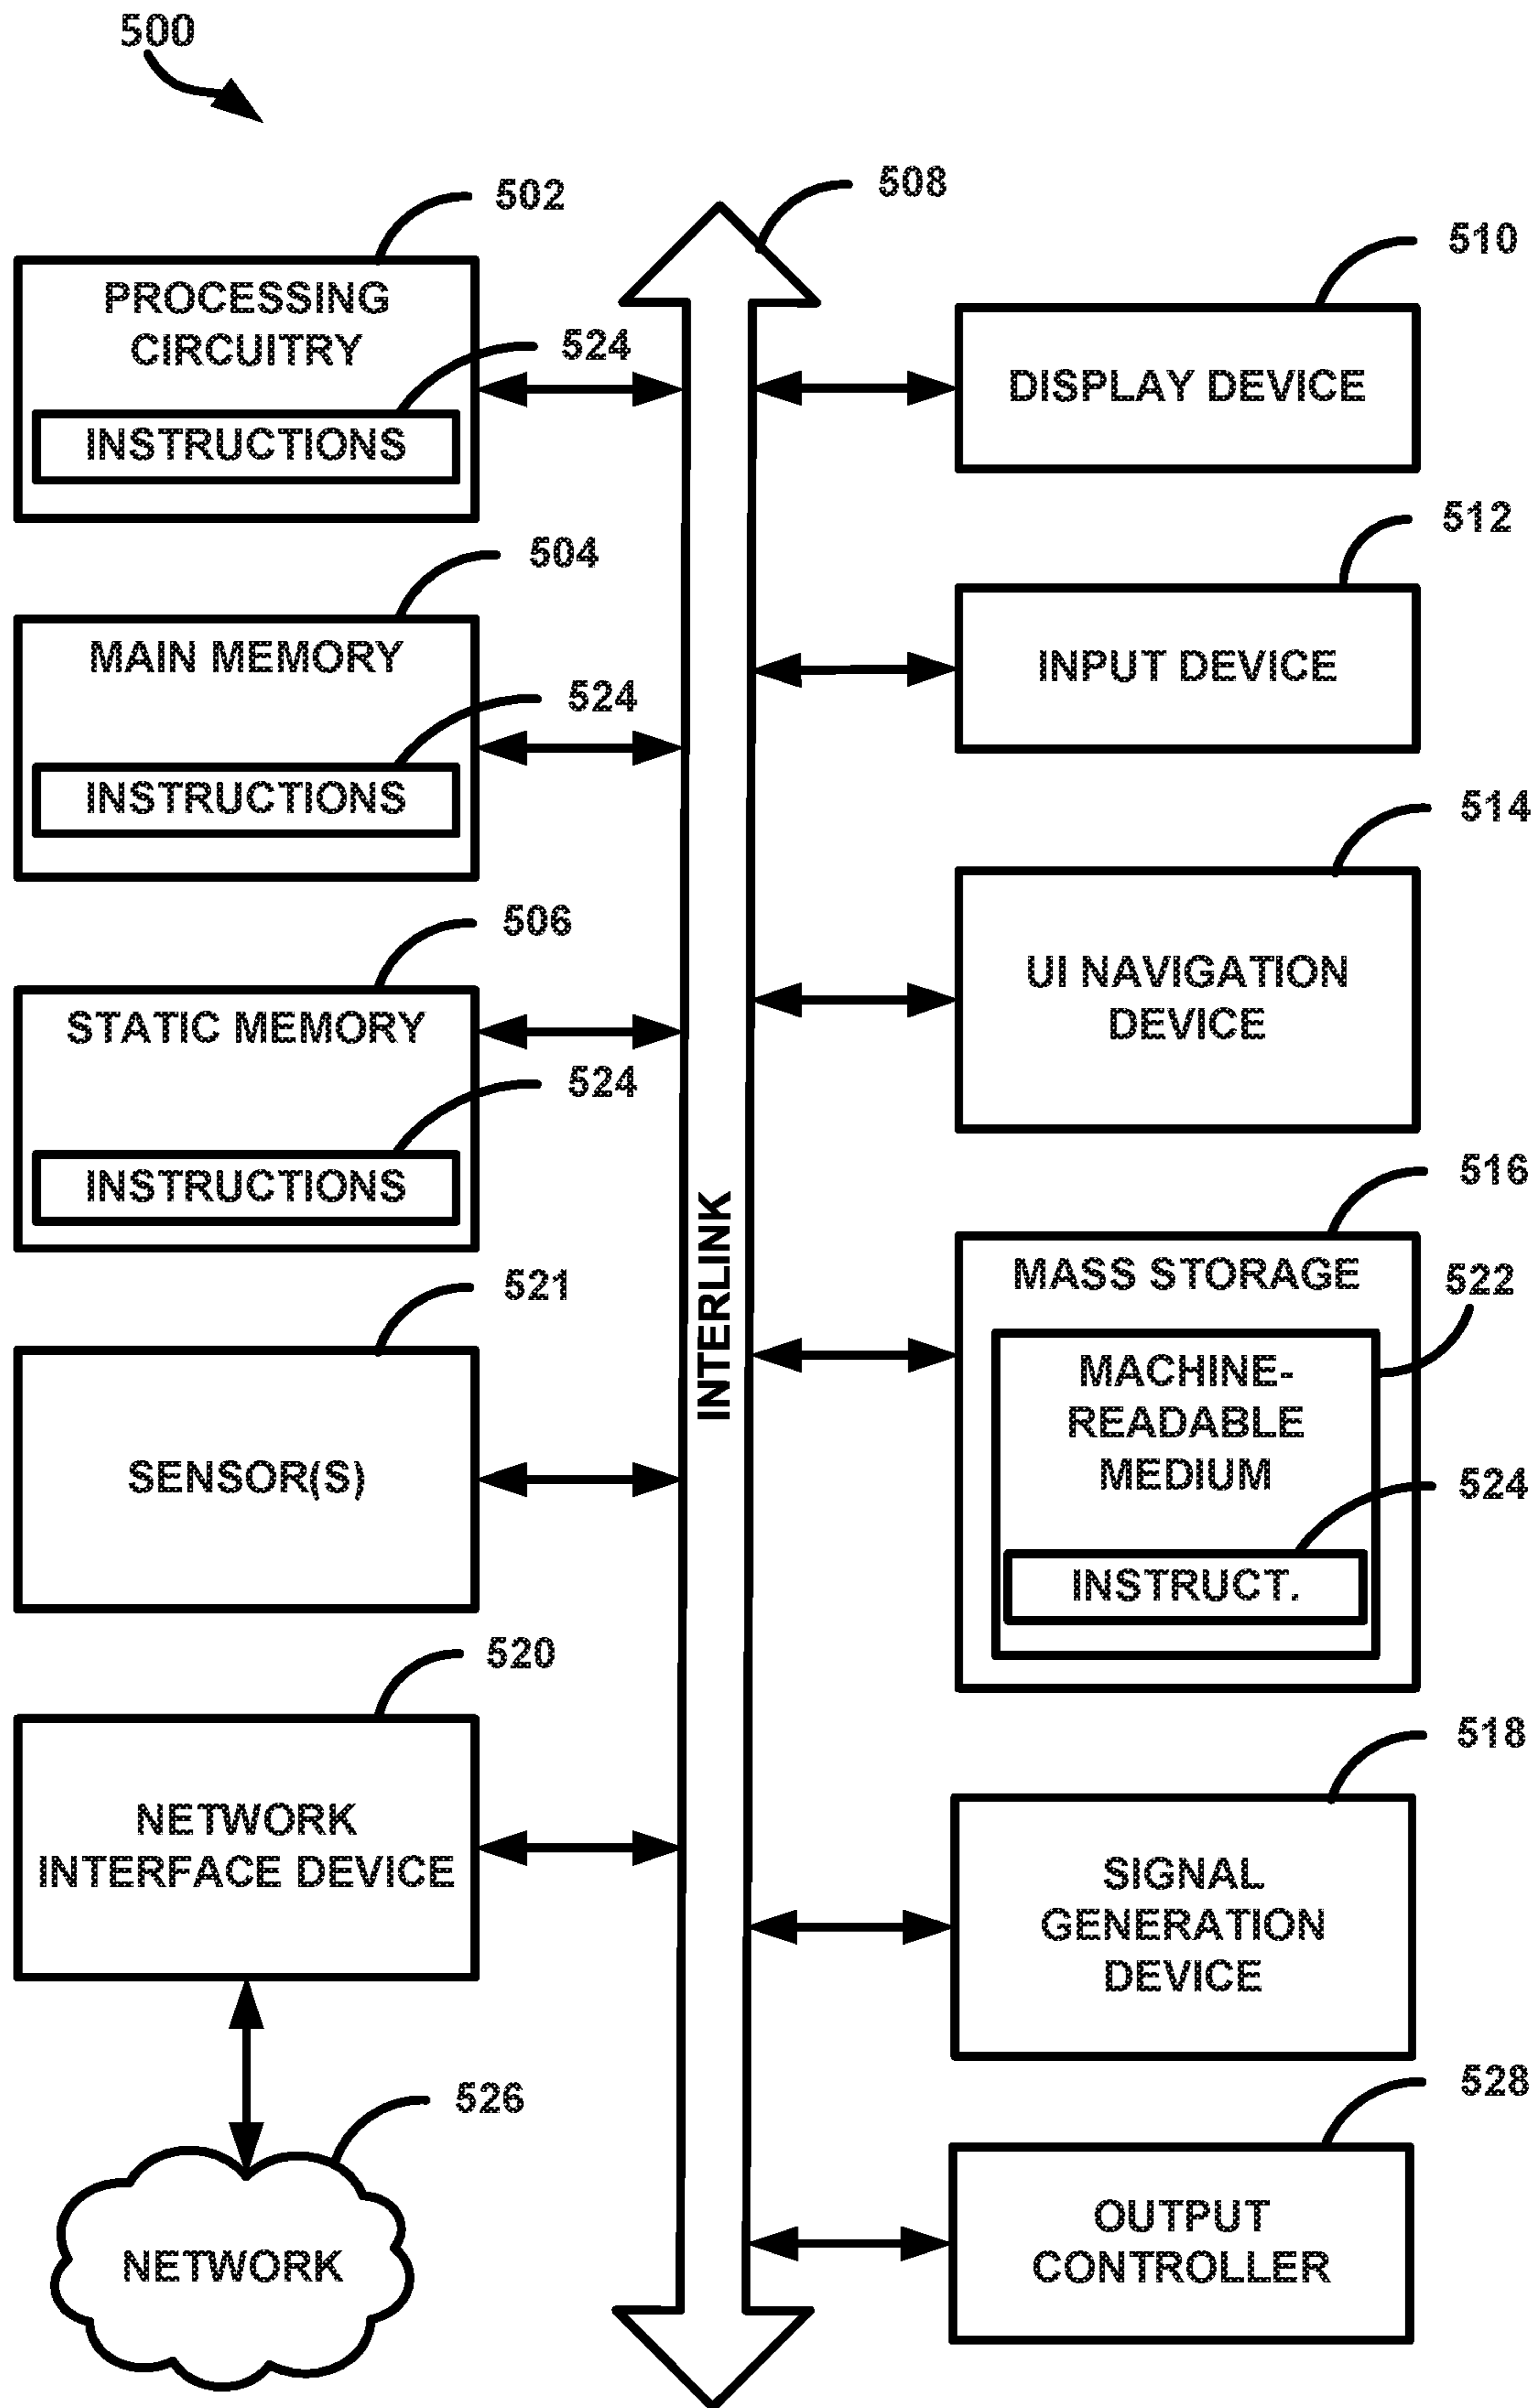 500
502
PROCESSING
CIRCUITRY
524
INSTRUCTIONS
504
MAIN MEMORY
524
INSTRUCTIONS
506
STATIC MEMORY
524
INSTRUCTIONS
521
SENSOR(S)
520
NETWORK
INTERFACE DEVICE
526
NETWORK
508
INTERLINK
510
DISPLAY DEVICE
512
INPUT DEVICE
514
UI NAVIGATION
DEVICE
516
MASS STORAGE
522
MACHINE-
READABLE
MEDIUM
524
INSTRUCT.
518
SIGNAL
GENERATION
DEVICE
528
OUTPUT
CONTROLLER